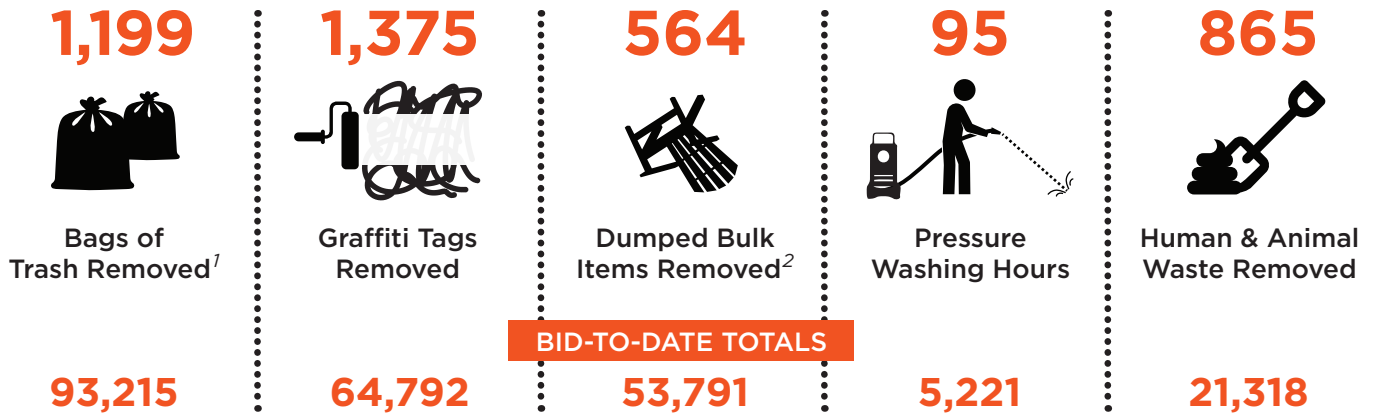 1,199
1,375
564
95
865
Bags of
Trash Removed1
Graffiti Tags
Removed
Dumped Bulk
Items Removed2
Pressure
Washing Hours
Human & Animal
Waste Removed
BID-TO-DATE TOTALS
93,215
64,792
53,791
5,221
21,318